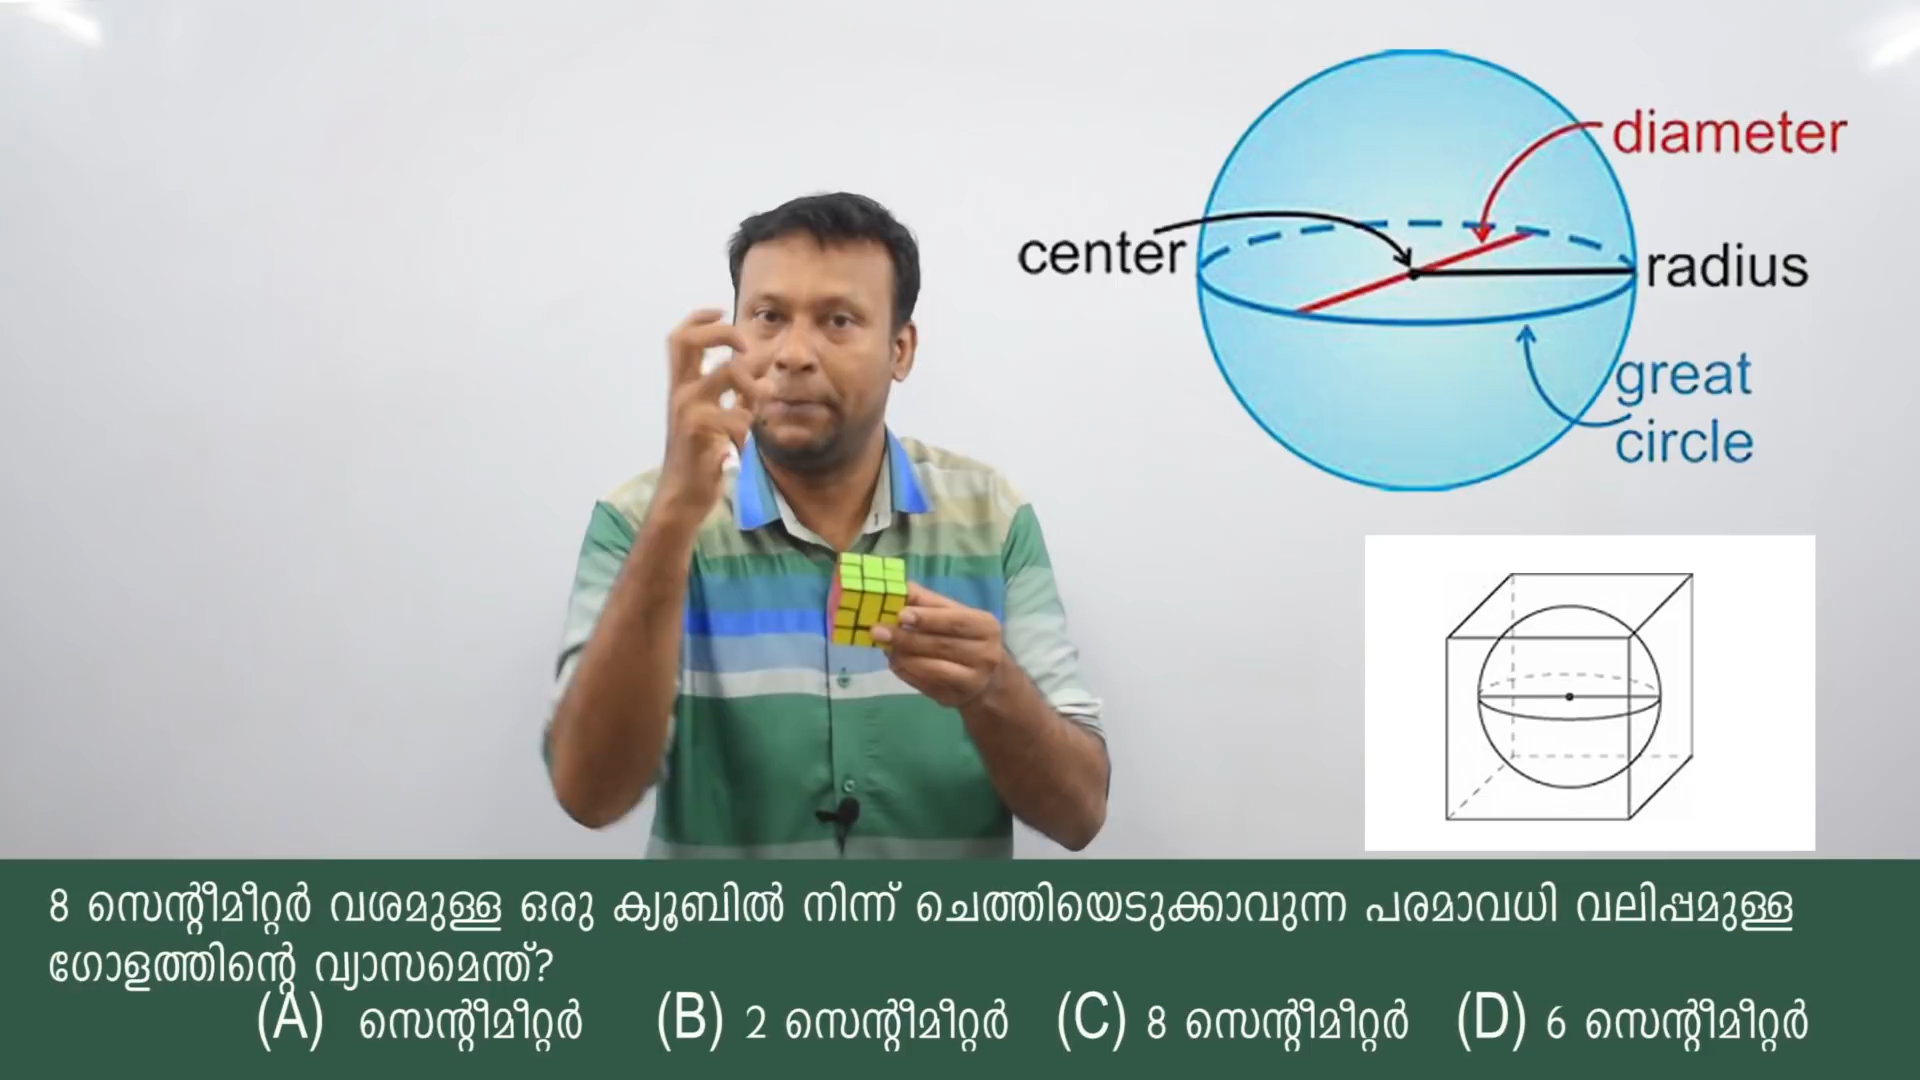 diameter
center
radius
great
circle
8 സെന്റീമീറ്റർ വശമുള്ള ഒരു ക്യൂബിൽ നിന്ന് ചെത്തിയെടുക്കാവുന്ന പരമാവധി വലിപ്പമുള്ള
ഗോളത്തിന്റെ വ്യാസമെന്ത്?
(A) സെന്റീമീറ്റർ (B) 2 സെന്റീമീറ്റർ (C) 8 സെന്റീമീറ്റർ (D) 6 സെന്റീമീറ്റർ